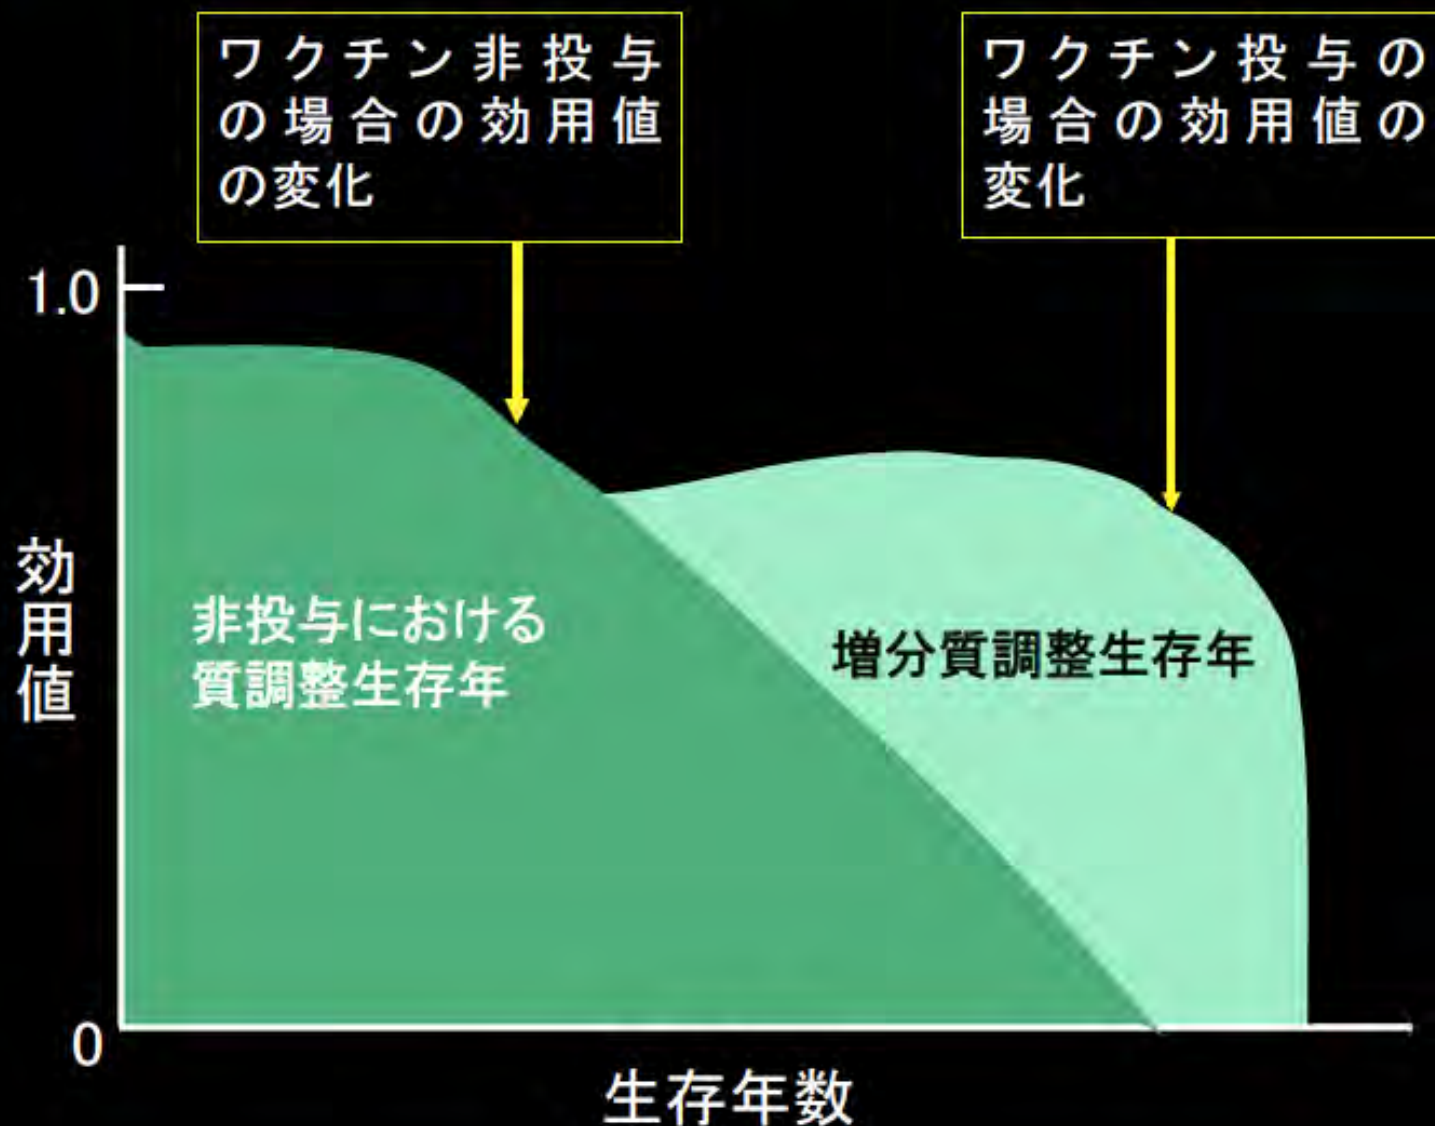 ワクチン非投与
の場合の効用値
の変化
ワクチン投与の
場合の効用値の
変化
1.0
効用値
非投与における
質調整生存年
増分質調整生存年
0
生存年数